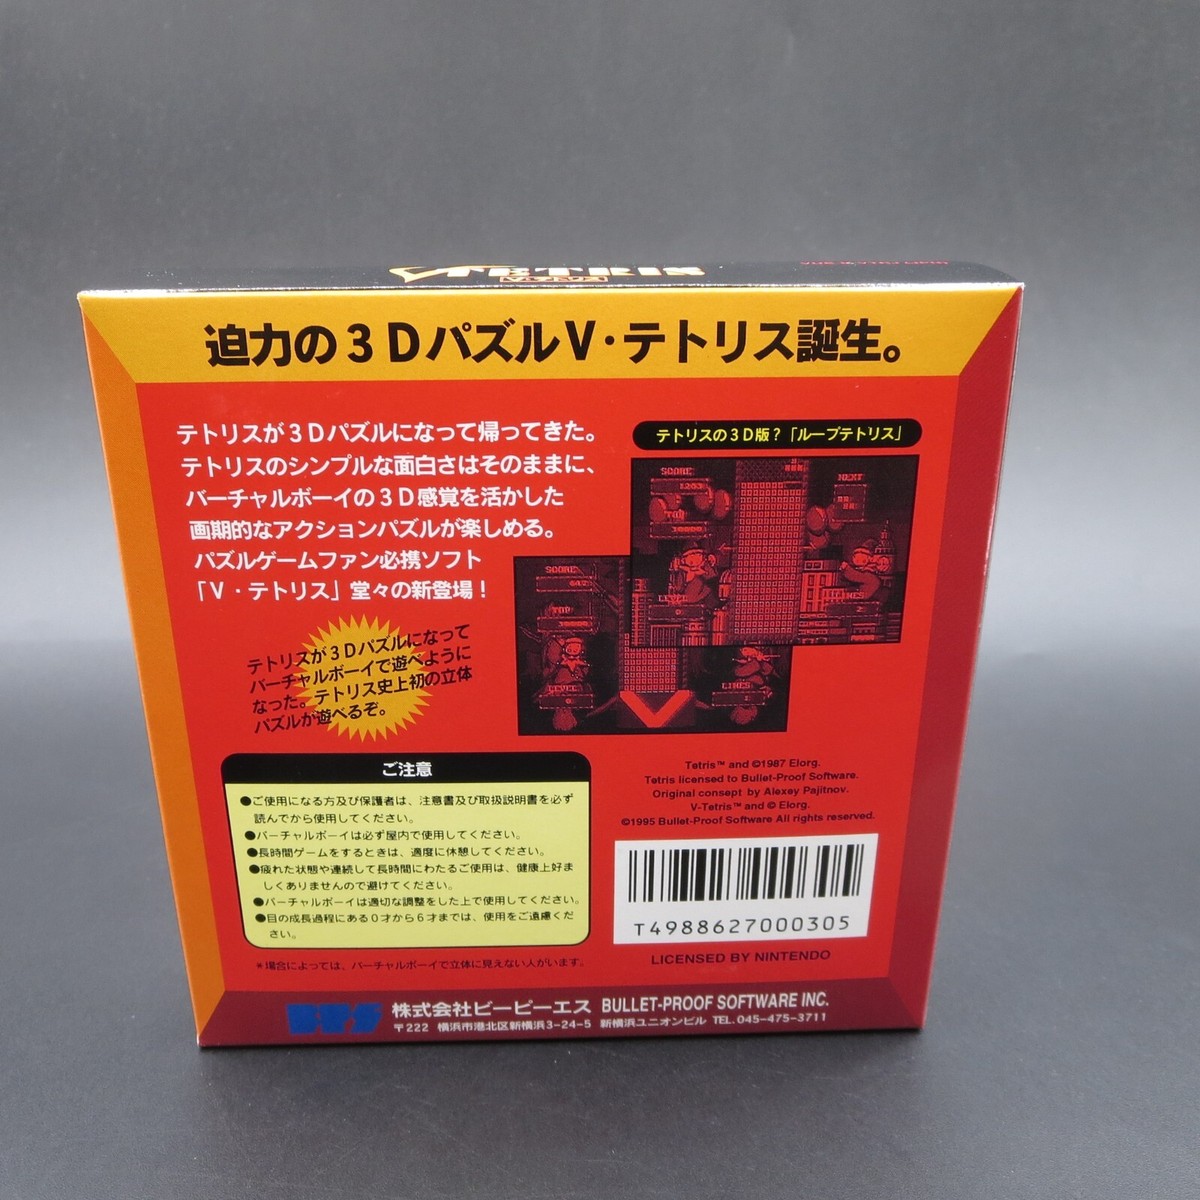 TETRIS
迫力の3DパズルV・テトリス誕生。
テトリスが3Dパズルになって帰ってきた。
テトリスのシンプルな面白さはそのままに、
バーチャルボーイの3D感覚を活かした
画期的なアクションパズルが楽しめる。
パズルゲームファン必携ソフト
「V・テトリス」堂々の新登場!
テトリスの3D版?「ループテトリス」
SCORE
NEXT
TOP
LEVEL
0
LINES
2
SCORE
TOP
LEVEL
0
LINES
2
テトリスが3Dパズルになって
バーチャルボーイで遊べように
なった。テトリス史上初の立体
パズルが遊べるぞ。
ご注意
●ご使用になる方及び保護者は、注意書及び取扱説明書を必ず
読んでから使用してください。
●バーチャルボーイは必ず屋内で使用してください。
●長時間ゲームをするときは、適度に休憩してください。
●疲れた状態や連続して長時間にわたるご使用は、健康上好ま
しくありませんので避けてください。
●バーチャルボーイは適切な調整をした上で使用してください。
●目の成長過程にある0才から6才までは、使用をご遠慮くだ
さい。
*場合によっては、バーチャルボーイで立体に見えない人がいます。
Tetris™ and ©1987 Elorg.
Tetris licensed to Bullet-Proof Software.
Original consept by Alexey Pajitnov.
V-Tetris™ and © Elorg.
©1995 Bullet-Proof Software All rights reserved.
T4988627000305
LICENSED BY NINTENDO
BPS 株式会社ビーピーエス BULLET-PROOF SOFTWARE INC.
〒222 横浜市港北区新横浜3-24-5 新横浜ユニオンビル TEL.045-475-3711